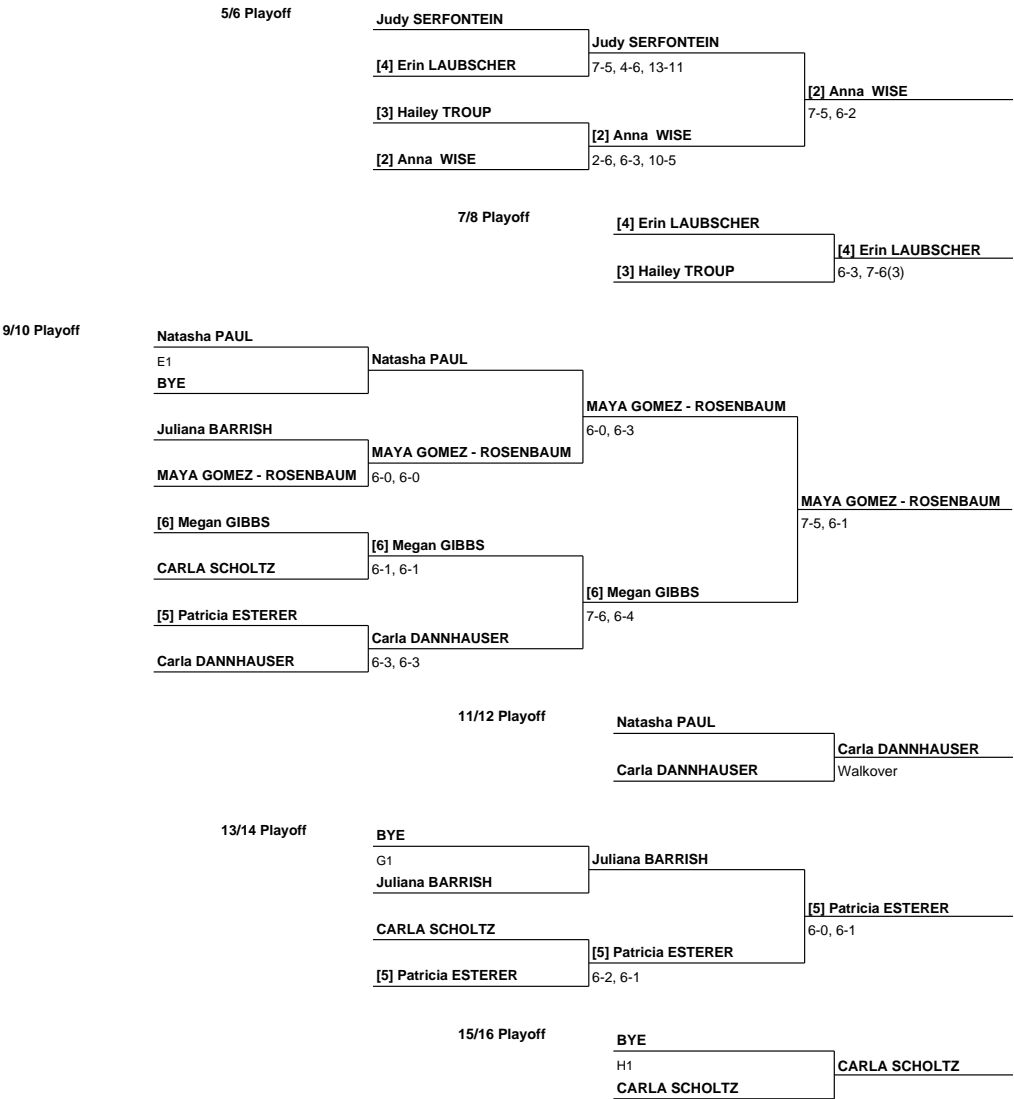 5/6 Playoff
Judy SERFONTEIN
Judy SERFONTEIN
[4] Erin LAUBSCHER
7-5, 4-6, 13-11
[2] Anna  WISE
7-5, 6-2
[3] Hailey TROUP
[2] Anna  WISE
[2] Anna  WISE
2-6, 6-3, 10-5
7/8 Playoff
[4] Erin LAUBSCHER
[4] Erin LAUBSCHER
[3] Hailey TROUP
6-3, 7-6(3)
9/10 Playoff
Natasha PAUL
E1
Natasha PAUL
BYE
MAYA GOMEZ - ROSENBAUM
6-0, 6-3
Juliana BARRISH
MAYA GOMEZ - ROSENBAUM
MAYA GOMEZ - ROSENBAUM
6-0, 6-0
MAYA GOMEZ - ROSENBAUM
7-5, 6-1
[6] Megan GIBBS
[6] Megan GIBBS
CARLA SCHOLTZ
6-1, 6-1
[6] Megan GIBBS
7-6, 6-4
[5] Patricia ESTERER
Carla DANNHAUSER
Carla DANNHAUSER
6-3, 6-3
11/12 Playoff
Natasha PAUL
Carla DANNHAUSER
Carla DANNHAUSER
Walkover
13/14 Playoff
BYE
G1
Juliana BARRISH
Juliana BARRISH
[5] Patricia ESTERER
6-0, 6-1
CARLA SCHOLTZ
[5] Patricia ESTERER
[5] Patricia ESTERER
6-2, 6-1
15/16 Playoff
BYE
H1
CARLA SCHOLTZ
CARLA SCHOLTZ